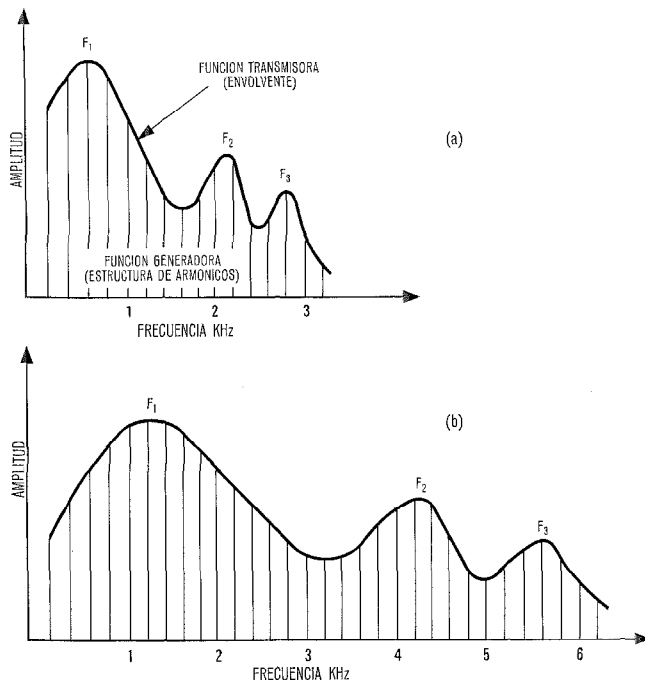 F₁
FUNCION TRANSMISORA
(ENVOLVENTE)
F₂
(a)
F₃
AMPLITUD
FUNCION GENERADORA
(ESTRUCTURA DE ARMONICOS)
1 2 3
FRECUENCIA KHz
F₁
(b)
F₂
F₃
AMPLITUD
1 2 3 4 5 6
FRECUENCIA KHz